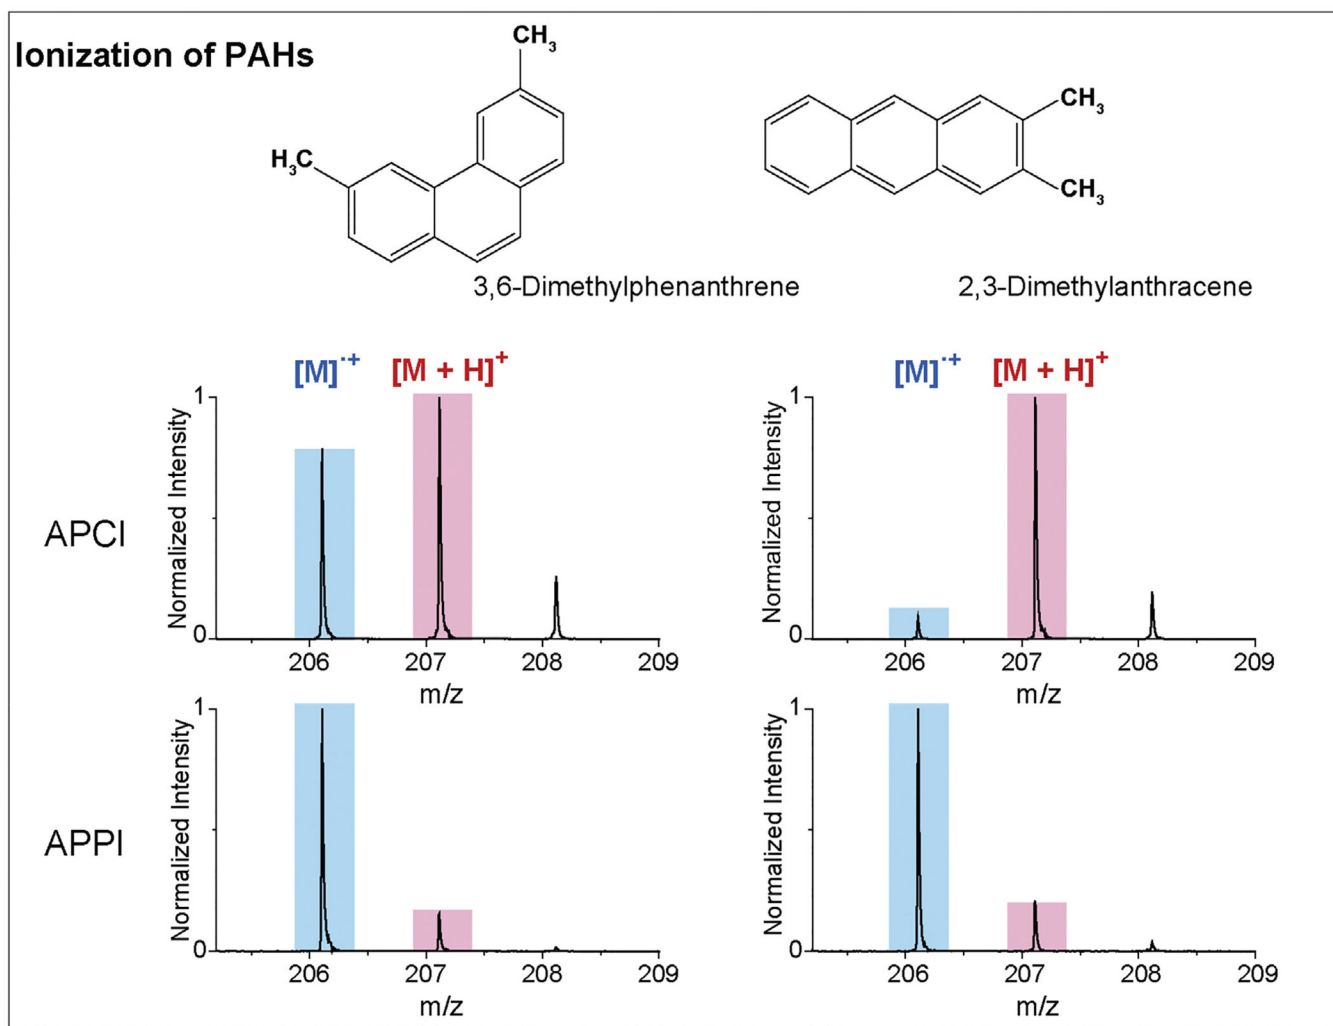 Ionization of PAHs
CH₃
H₃C
CH₃
CH₃
3,6-Dimethylphenanthrene
2,3-Dimethylanthracene
APCI
[M]·+
[M + H]+
Normalized Intensity
1
0
206
207
208
209
m/z
[M]·+
[M + H]+
Normalized Intensity
1
0
206
207
208
209
m/z
APPI
Normalized Intensity
1
0
206
207
208
209
m/z
Normalized Intensity
1
0
206
207
208
209
m/z